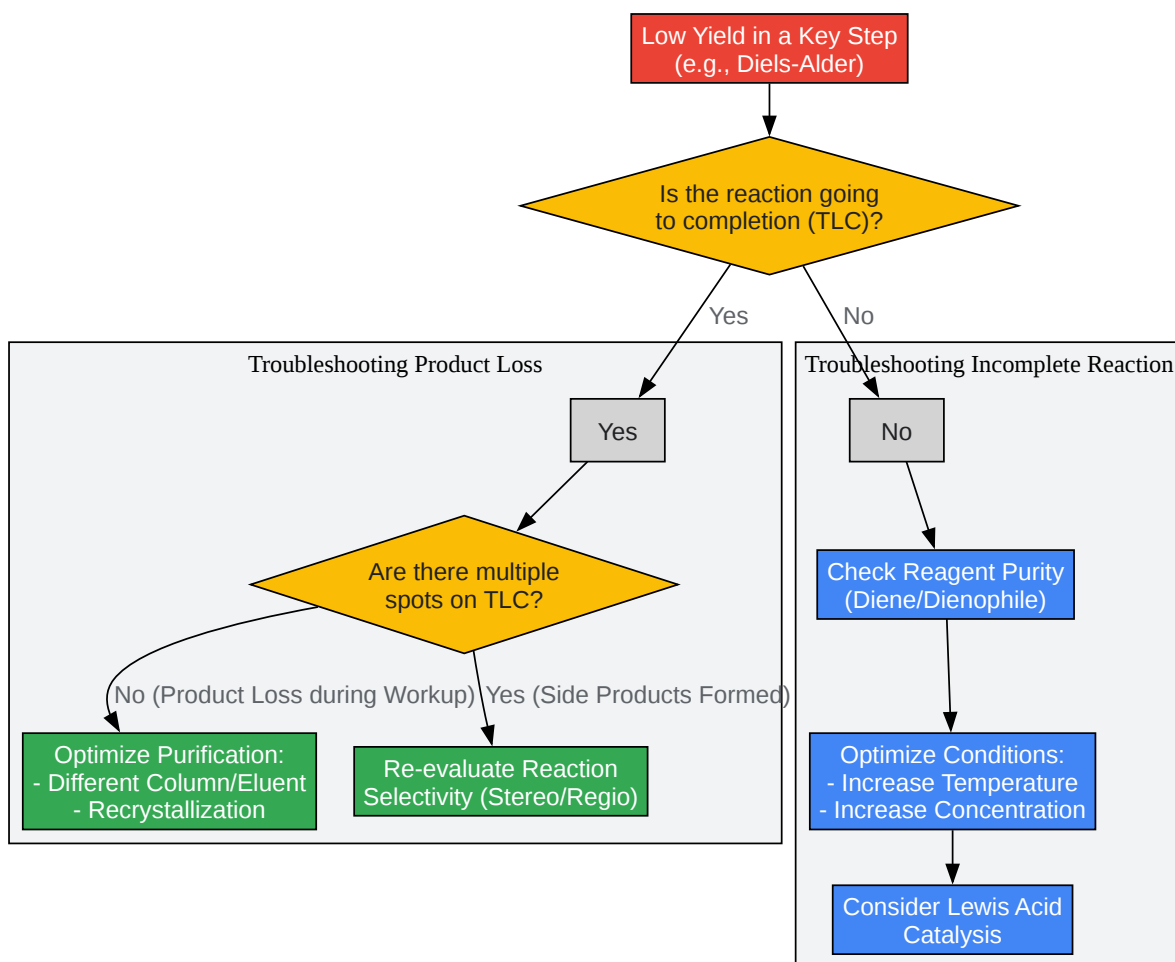 Low Yield in a Key Step
(e.g., Diels-Alder)
Is the reaction going
to completion (TLC)?
Yes
No
Troubleshooting Product Loss
Troubleshooting Incomplete Reaction
Yes
No
Are there multiple
spots on TLC?
Check Reagent Purity
(Diene/Dienophile)
No (Product Loss during Workup)
Yes (Side Products Formed)
Optimize Purification:
- Different Column/Eluent
- Recrystallization
Re-evaluate Reaction
Selectivity (Stereo/Regio)
Optimize Conditions:
- Increase Temperature
- Increase Concentration
Consider Lewis Acid
Catalysis